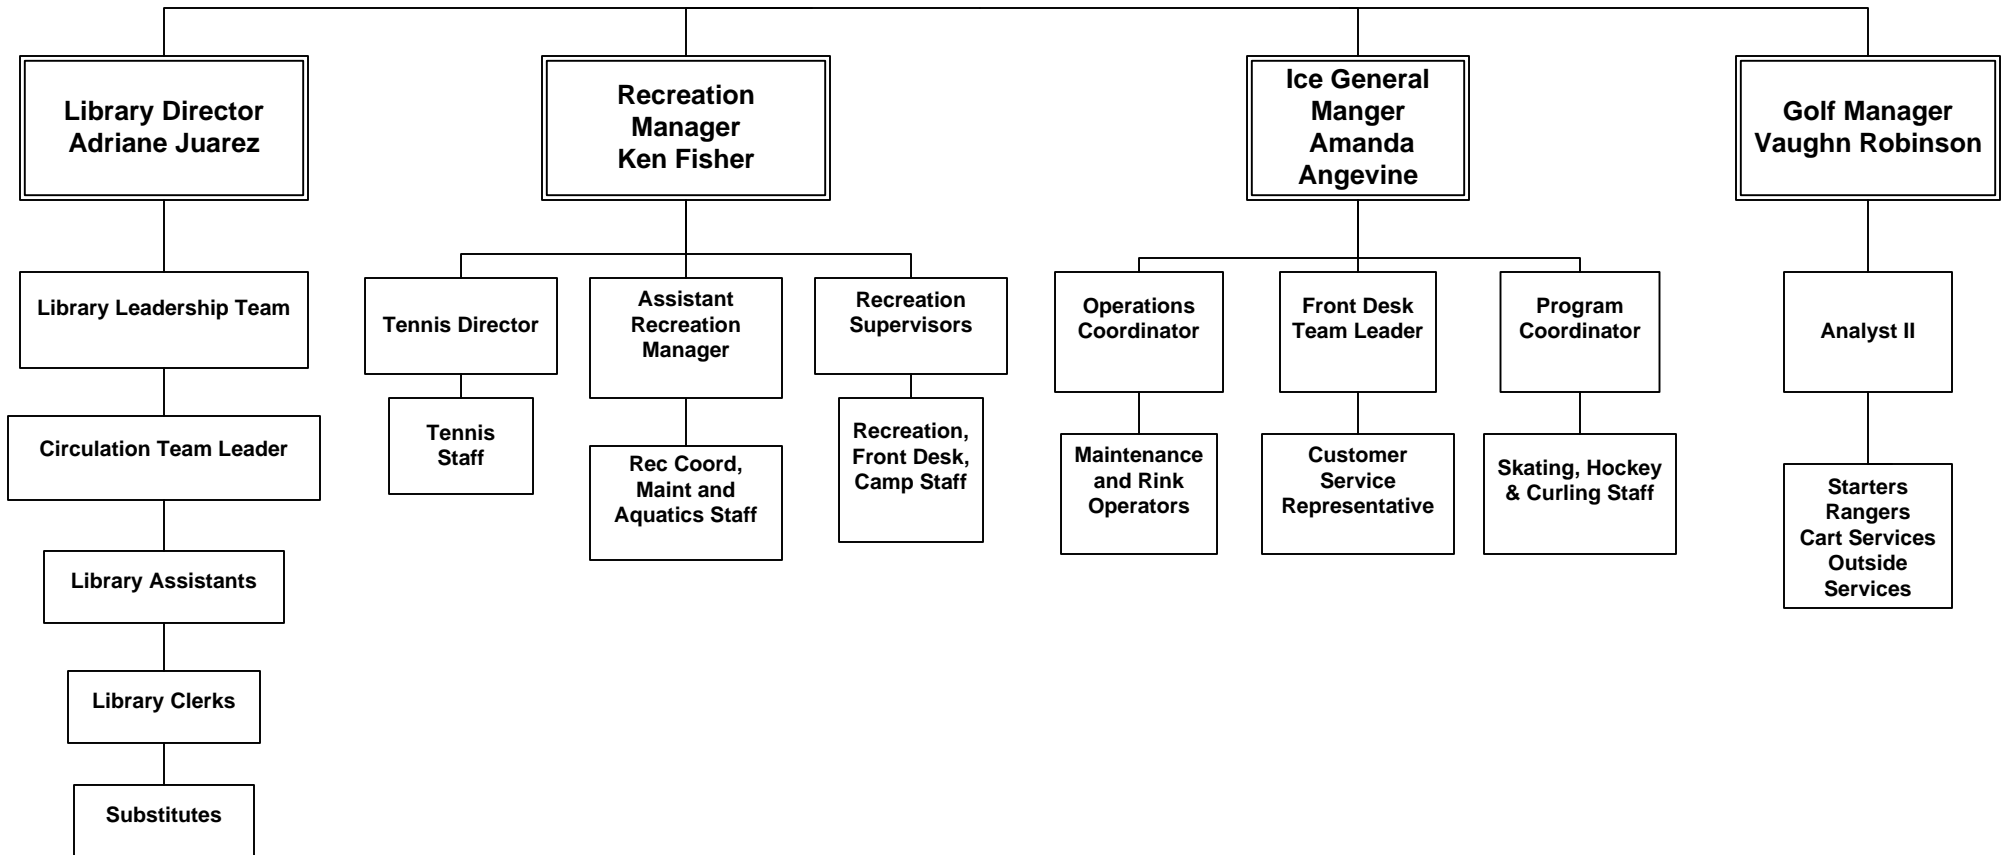 Library Director
Adriane Juarez
Recreation
Manager
Ken Fisher
Ice General
Manger
Amanda
Angevine
Golf Manager
Vaughn Robinson
Library Leadership Team
Tennis Director
Assistant
Recreation
Manager
Recreation
Supervisors
Operations
Coordinator
Front Desk
Team Leader
Program
Coordinator
Analyst II
Circulation Team Leader
Tennis
Staff
Rec Coord,
Maint and
Aquatics Staff
Recreation,
Front Desk,
Camp Staff
Maintenance
and Rink
Operators
Customer
Service
Representative
Skating, Hockey
& Curling Staff
Starters
Rangers
Cart Services
Outside
Services
Library Assistants
Library Clerks
Substitutes